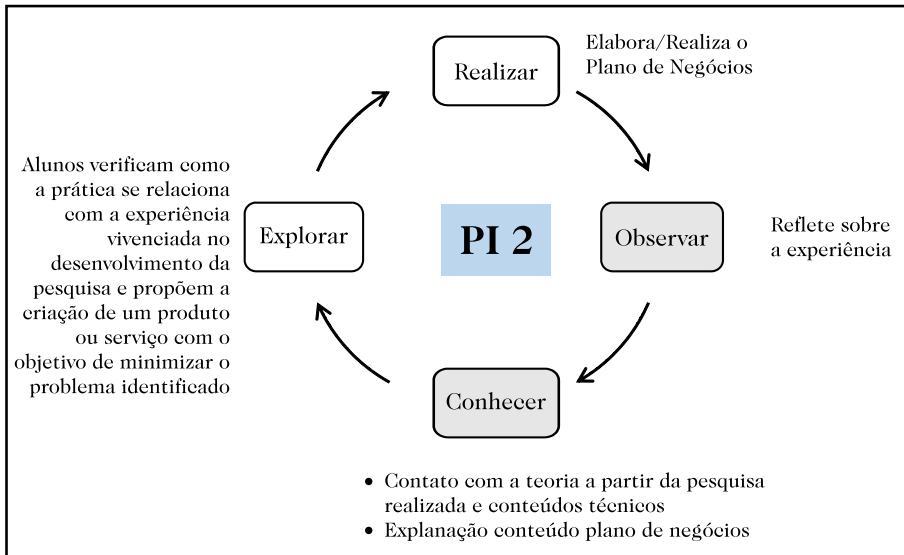 Realizar
Elabora/Realiza o
Plano de Negócios
Alunos verificam como
a prática se relaciona
com a experiência
vivenciada no
desenvolvimento da
pesquisa e propõem a
criação de um produto
ou serviço com o
objetivo de minimizar o
problema identificado
Explorar
PI 2
Observar
Reflete sobre
a experiência
Conhecer
• Contato com a teoria a partir da pesquisa
realizada e conteúdos técnicos
• Explanação conteúdo plano de negócios